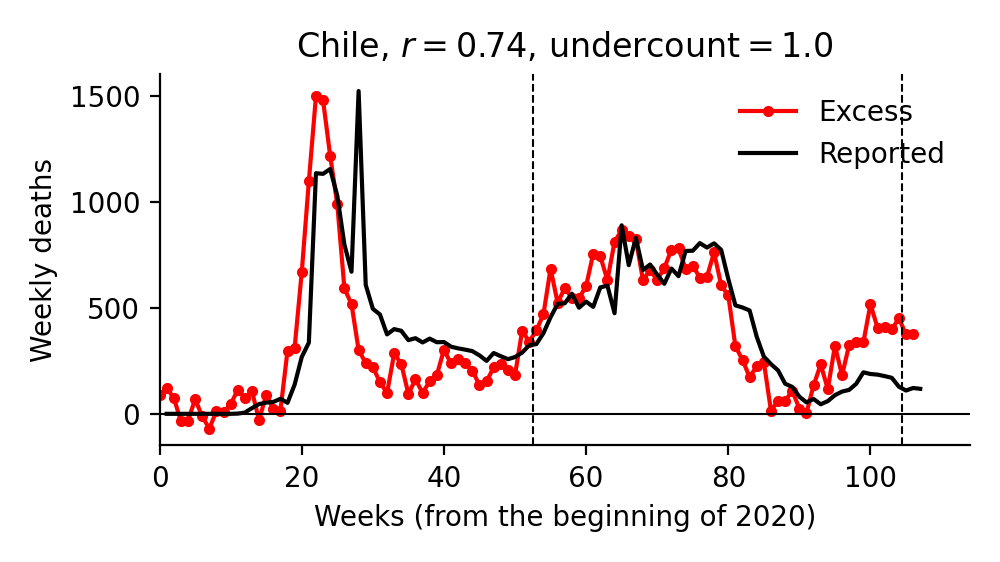 Chile, r = 0.74, undercount = 1.0
Excess
Reported
Weekly deaths
1500
1000
500
0
0 20 40 60 80 100
Weeks (from the beginning of 2020)